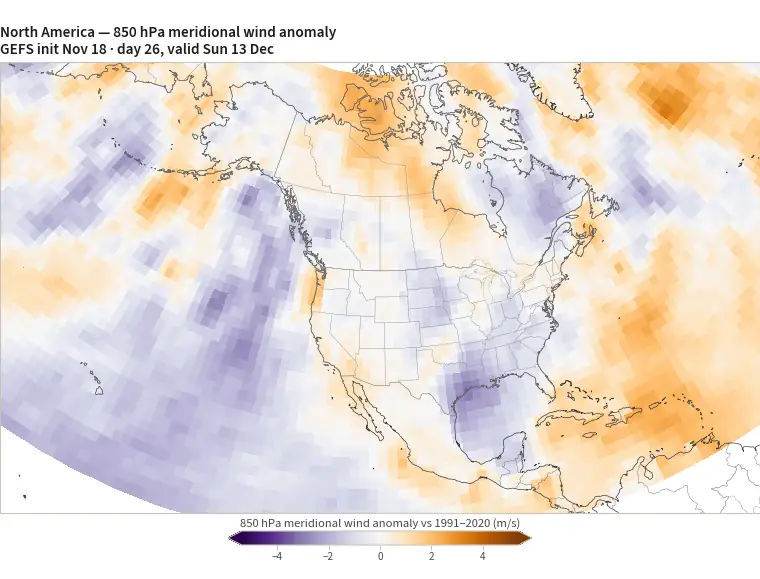 North America — 850 hPa meridional wind anomaly
GEFS init Nov 18 · day 26, valid Sun 13 Dec
850 hPa meridional wind anomaly vs 1991–2020 (m/s)
−4 −2 0 2 4